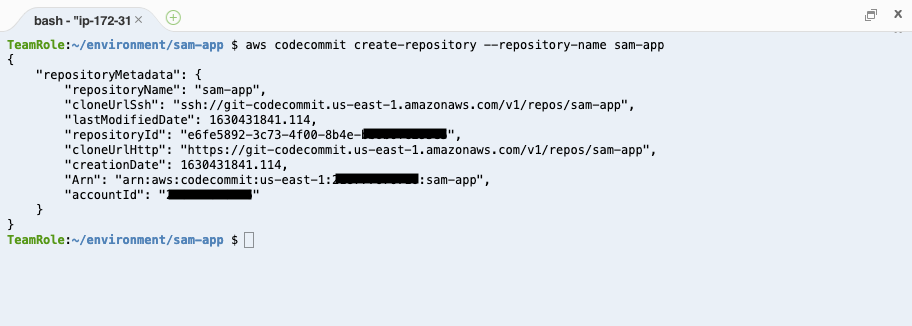 bash - "ip-172-31
TeamRole:~/environment/sam-app $ aws codecommit create-repository --repository-name sam-app
{
    "repositoryMetadata": {
        "repositoryName": "sam-app",
        "cloneUrlSsh": "ssh://git-codecommit.us-east-1.amazonaws.com/v1/repos/sam-app",
        "lastModifiedDate": 1630431841.114,
        "repositoryId": "e6fe5892-3c73-4f00-8b4e-",
        "cloneUrlHttp": "https://git-codecommit.us-east-1.amazonaws.com/v1/repos/sam-app",
        "creationDate": 1630431841.114,
        "Arn": "arn:aws:codecommit:us-east-1::sam-app",
        "accountId": ""
    }
}
TeamRole:~/environment/sam-app $